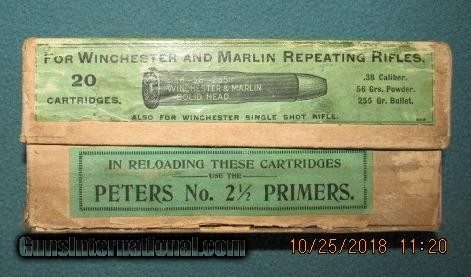 FOR WINCHESTER AND MARLIN REPEATING RIFLES,
20
CARTRIDGES.
.38-56-255
WINCHESTER & MARLIN
SOLID HEAD
.38 Caliber.
56 Grs. Powder.
255 Gr. Bullet.
ALSO FOR WINCHESTER SINGLE SHOT RIFLE.
IN RELOADING THESE CARTRIDGES
USE THE
PETERS No. 2½ PRIMERS.
GunsInternational.com
10/25/2018 11:20